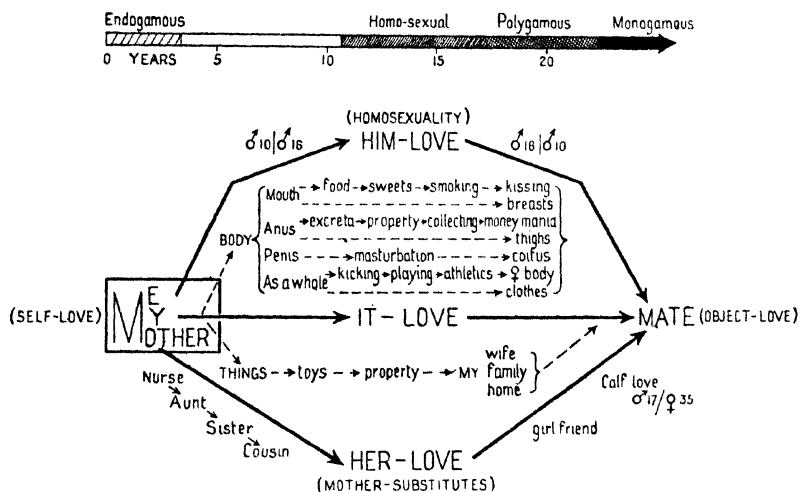 Endogamous Homo-sexual Polygamous Monogamous
0 YEARS 5 10 15 20
(HOMOSEXUALITY)
♂10/♂16 HIM-LOVE ♂18/♂10
Mouth food sweets smoking kissing
breasts
Anus excreta property collecting money mania
thighs
BODY
Penis masturbation coitus
As a whole kicking playing athletics ♀ body
clothes
(SELF-LOVE) ME MY MOTHER IT-LOVE MATE (OBJECT-LOVE)
THINGS toys property MY wife
family
home
Nurse
Aunt
Sister
Cousin
Calf love
♂17/♀35
girl friend
HER-LOVE
(MOTHER-SUBSTITUTES)